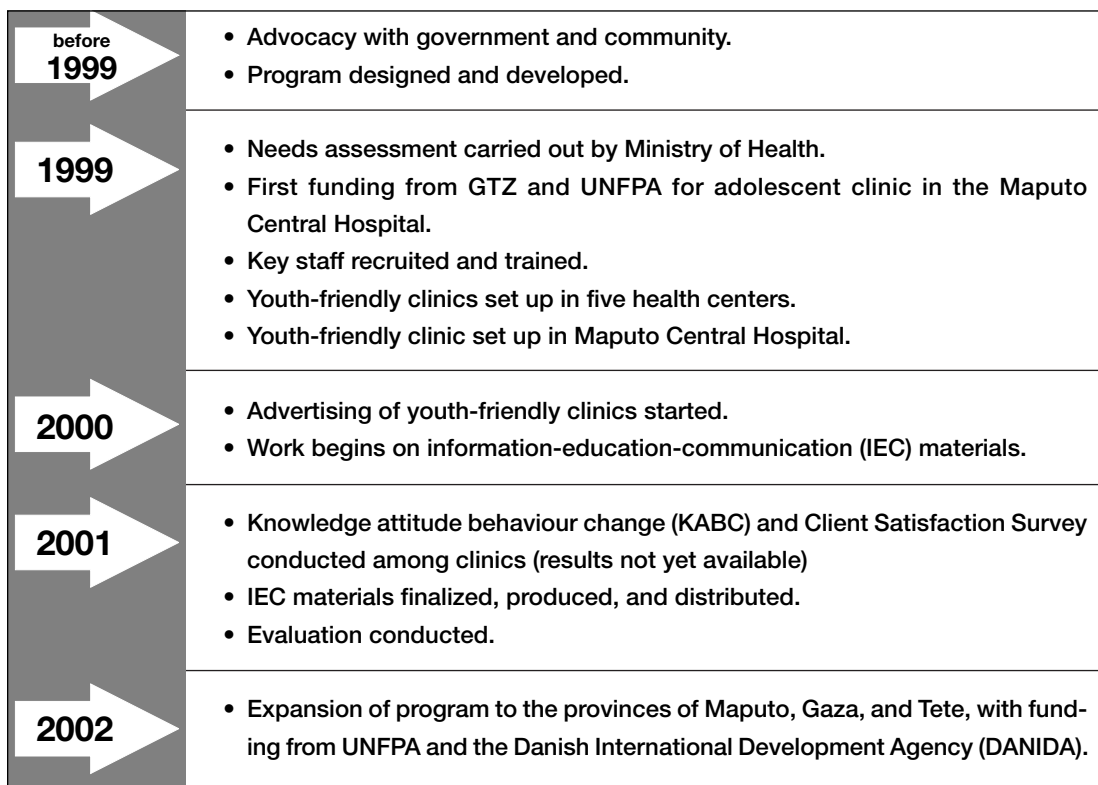 before
1999
• Advocacy with government and community.
• Program designed and developed.
1999
• Needs assessment carried out by Ministry of Health.
• First funding from GTZ and UNFPA for adolescent clinic in the Maputo
Central Hospital.
• Key staff recruited and trained.
• Youth-friendly clinics set up in five health centers.
• Youth-friendly clinic set up in Maputo Central Hospital.
2000
• Advertising of youth-friendly clinics started.
• Work begins on information-education-communication (IEC) materials.
2001
• Knowledge attitude behaviour change (KABC) and Client Satisfaction Survey
conducted among clinics (results not yet available)
• IEC materials finalized, produced, and distributed.
• Evaluation conducted.
2002
• Expansion of program to the provinces of Maputo, Gaza, and Tete, with fund-
ing from UNFPA and the Danish International Development Agency (DANIDA).